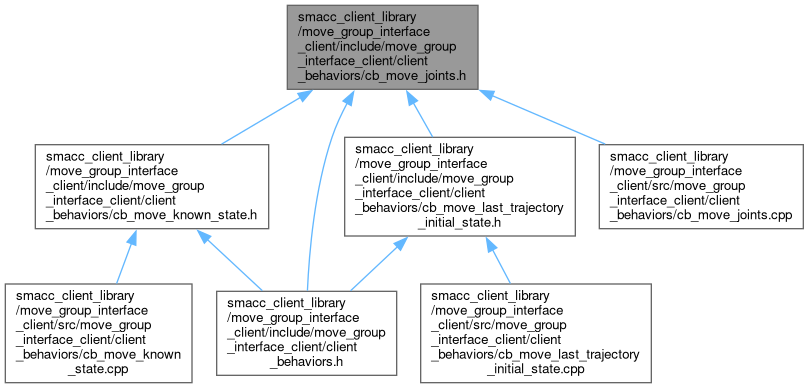 smacc_client_library
/move_group_interface
_client/include/move_group
_interface_client/client
_behaviors/cb_move_joints.h
smacc_client_library
/move_group_interface
_client/include/move_group
_interface_client/client
_behaviors/cb_move_known_state.h
smacc_client_library
/move_group_interface
_client/include/move_group
_interface_client/client
_behaviors/cb_move_last_trajectory
_initial_state.h
smacc_client_library
/move_group_interface
_client/src/move_group
_interface_client/client
_behaviors/cb_move_joints.cpp
smacc_client_library
/move_group_interface
_client/src/move_group
_interface_client/client
_behaviors/cb_move_known
_state.cpp
smacc_client_library
/move_group_interface
_client/include/move_group
_interface_client/client
_behaviors.h
smacc_client_library
/move_group_interface
_client/src/move_group
_interface_client/client
_behaviors/cb_move_last_trajectory
_initial_state.cpp